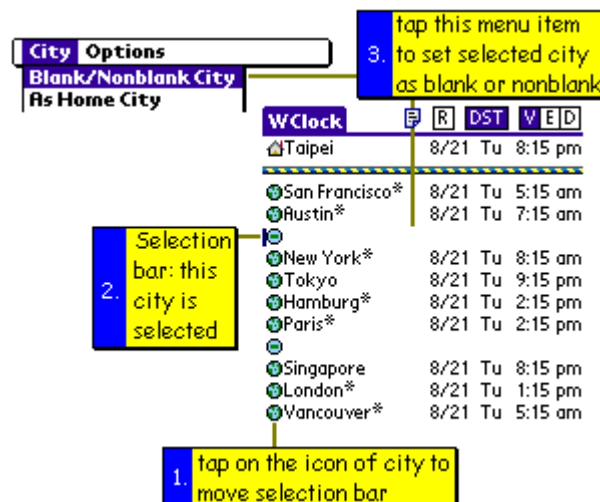 tap this menu item
3. to set selected city
as blank or nonblank
City Options
Blank/Nonblank City
As Home City
WClock R DST V E D
Taipei 8/21 Tu 8:15 pm
San Francisco* 8/21 Tu 5:15 am
Austin* 8/21 Tu 7:15 am
New York* 8/21 Tu 8:15 am
Tokyo 8/21 Tu 9:15 pm
Hamburg* 8/21 Tu 2:15 pm
Paris* 8/21 Tu 2:15 pm
Singapore 8/21 Tu 8:15 pm
London* 8/21 Tu 1:15 pm
Vancouver* 8/21 Tu 5:15 am
Selection
bar: this
2. city is
selected
1. tap on the icon of city to
move selection bar